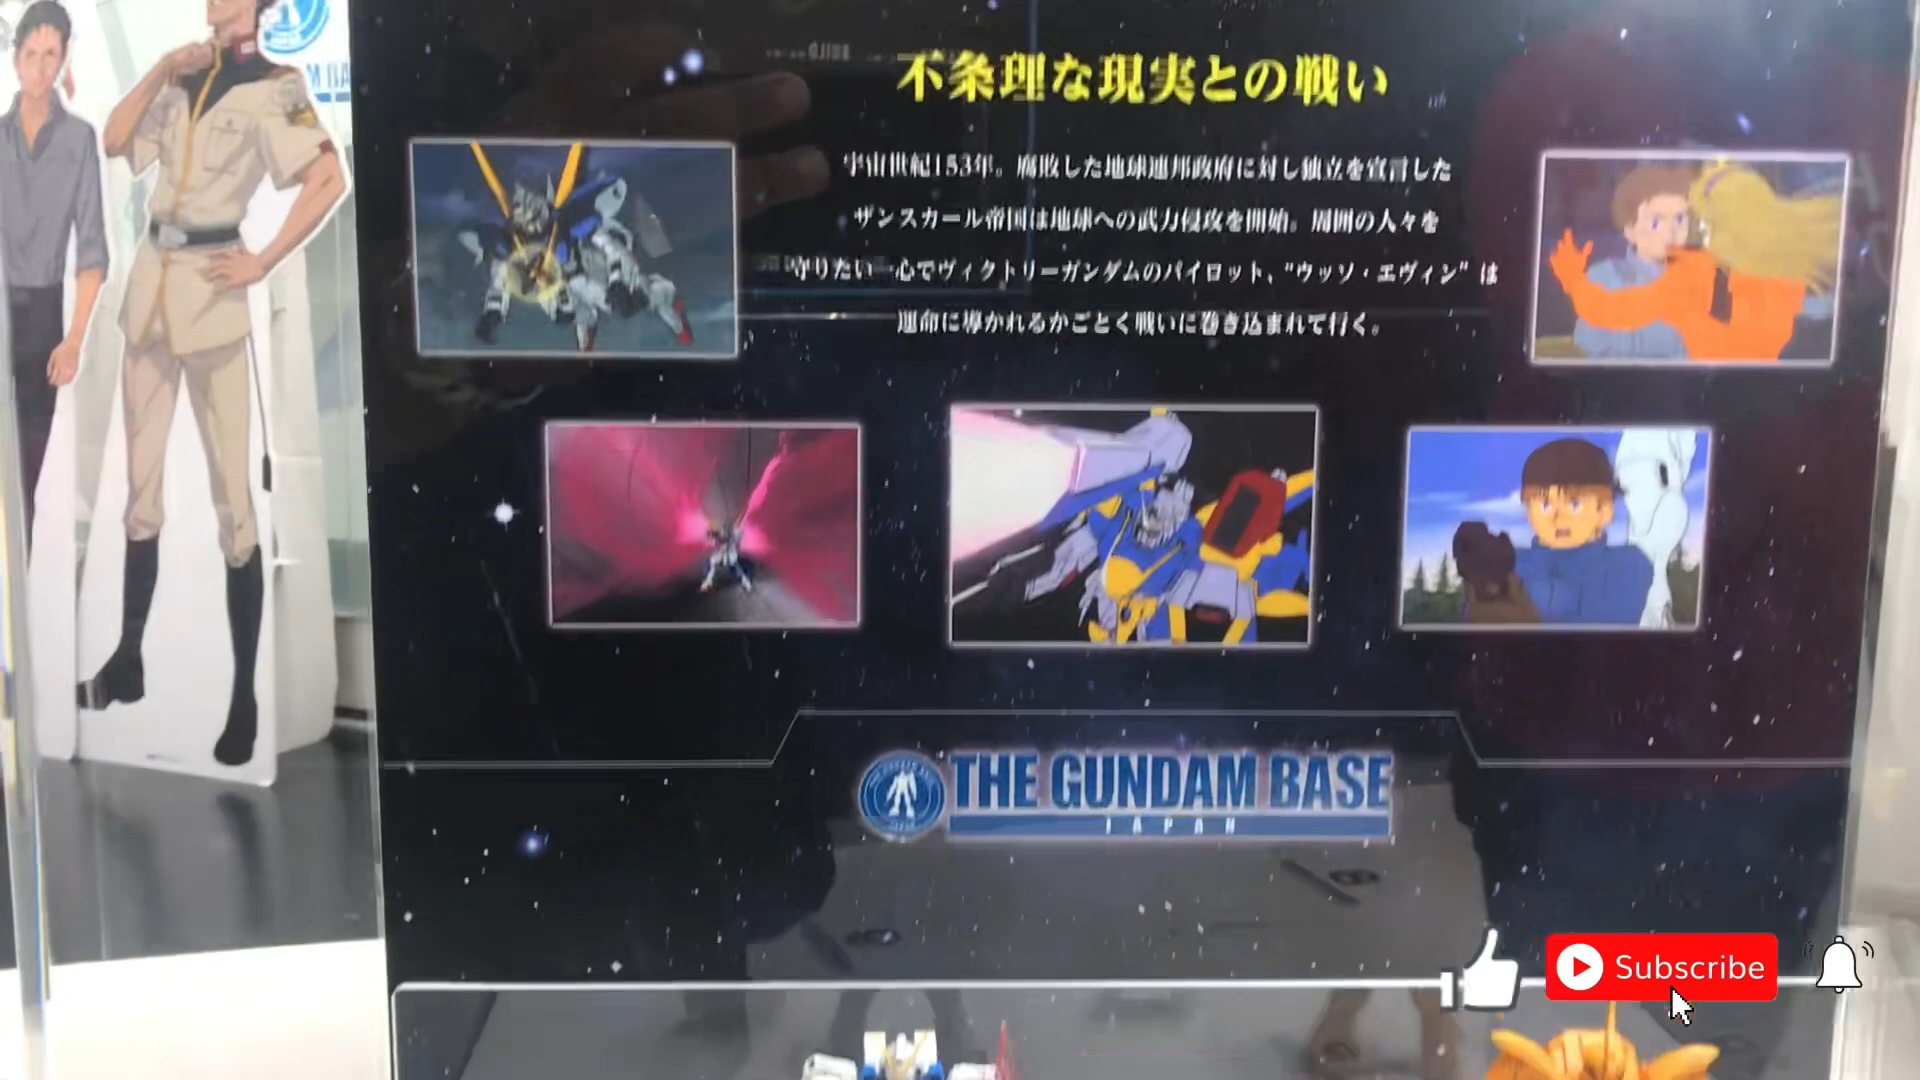 不条理な現実との戦い
宇宙世紀153年。腐敗した地球連邦政府に対し独立を宣言した
ザンスカール帝国は地球への武力侵攻を開始。周囲の人々を
守りたい一心でヴィクトリーガンダムのパイロット、“ウッソ・エヴィン”は
運命に導かれるかごとく戦いに巻き込まれて行く。
THE GUNDAM BASE
JAPAN
Subscribe